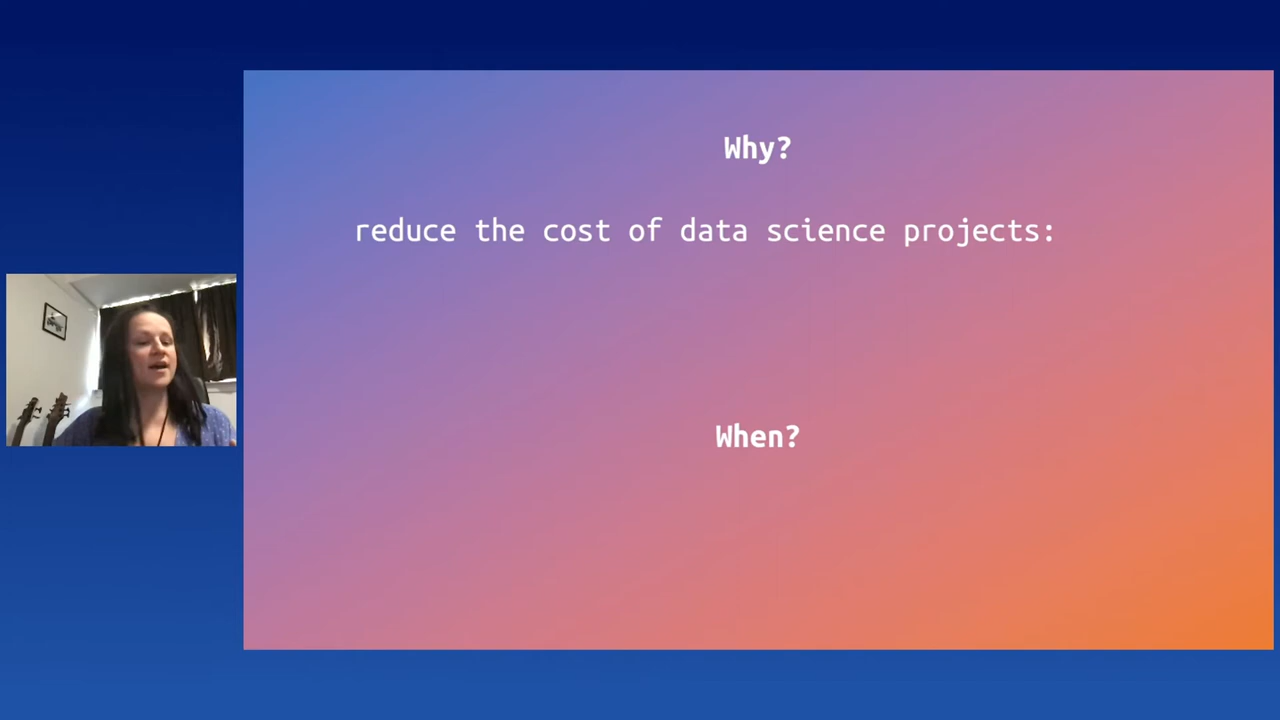 Why?
reduce the cost of data science projects:
When?